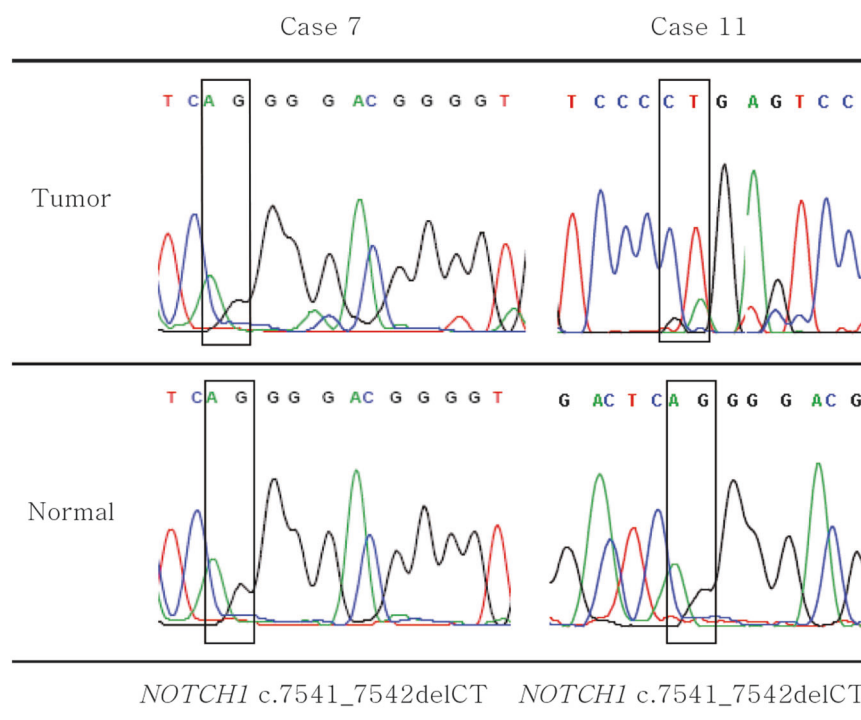 Case 7 Case 11
T C A G G G G A C G G G G T T C C C C T G A G T C C
Tumor
T C A G G G G A C G G G G T G A C T C A G G G G A C G
Normal
NOTCH1 c.7541_7542delCT NOTCH1 c.7541_7542delCT